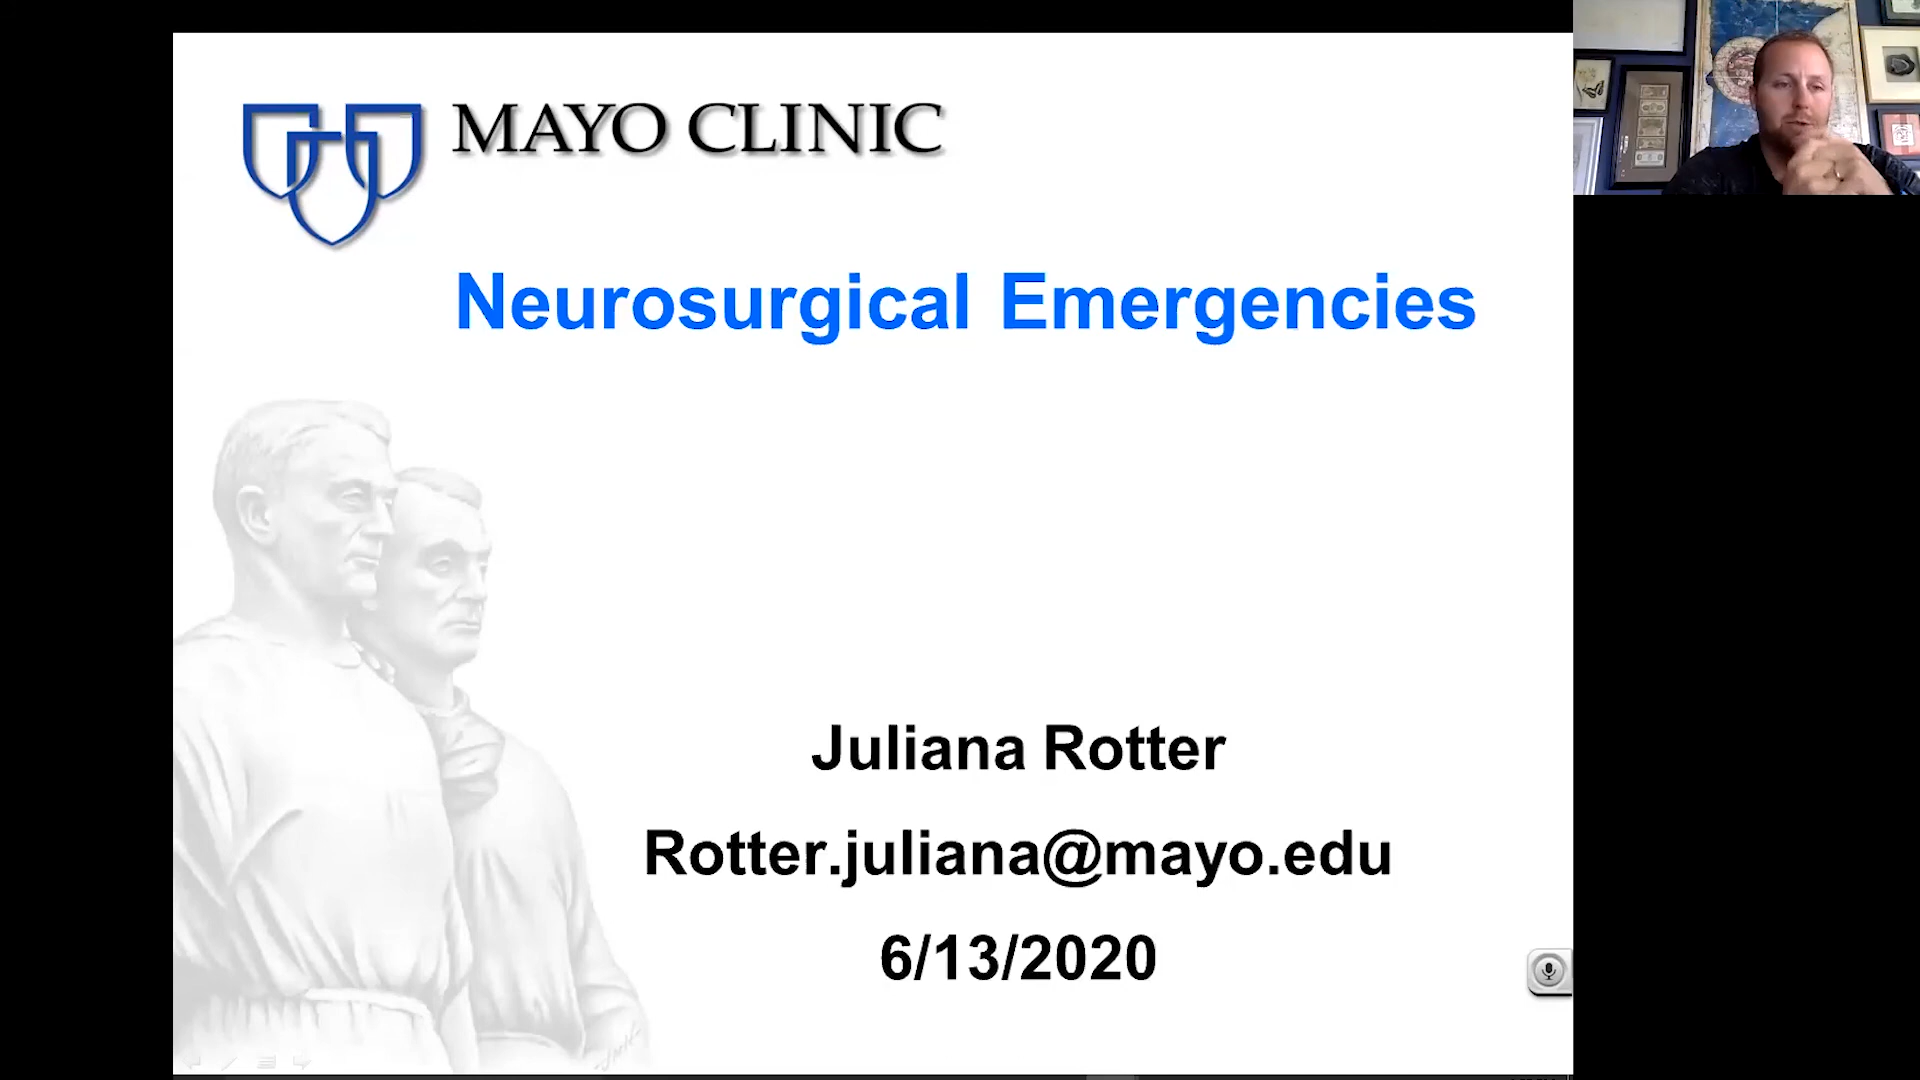 MAYO CLINIC
Neurosurgical Emergencies
Juliana Rotter
Rotter.juliana@mayo.edu
6/13/2020